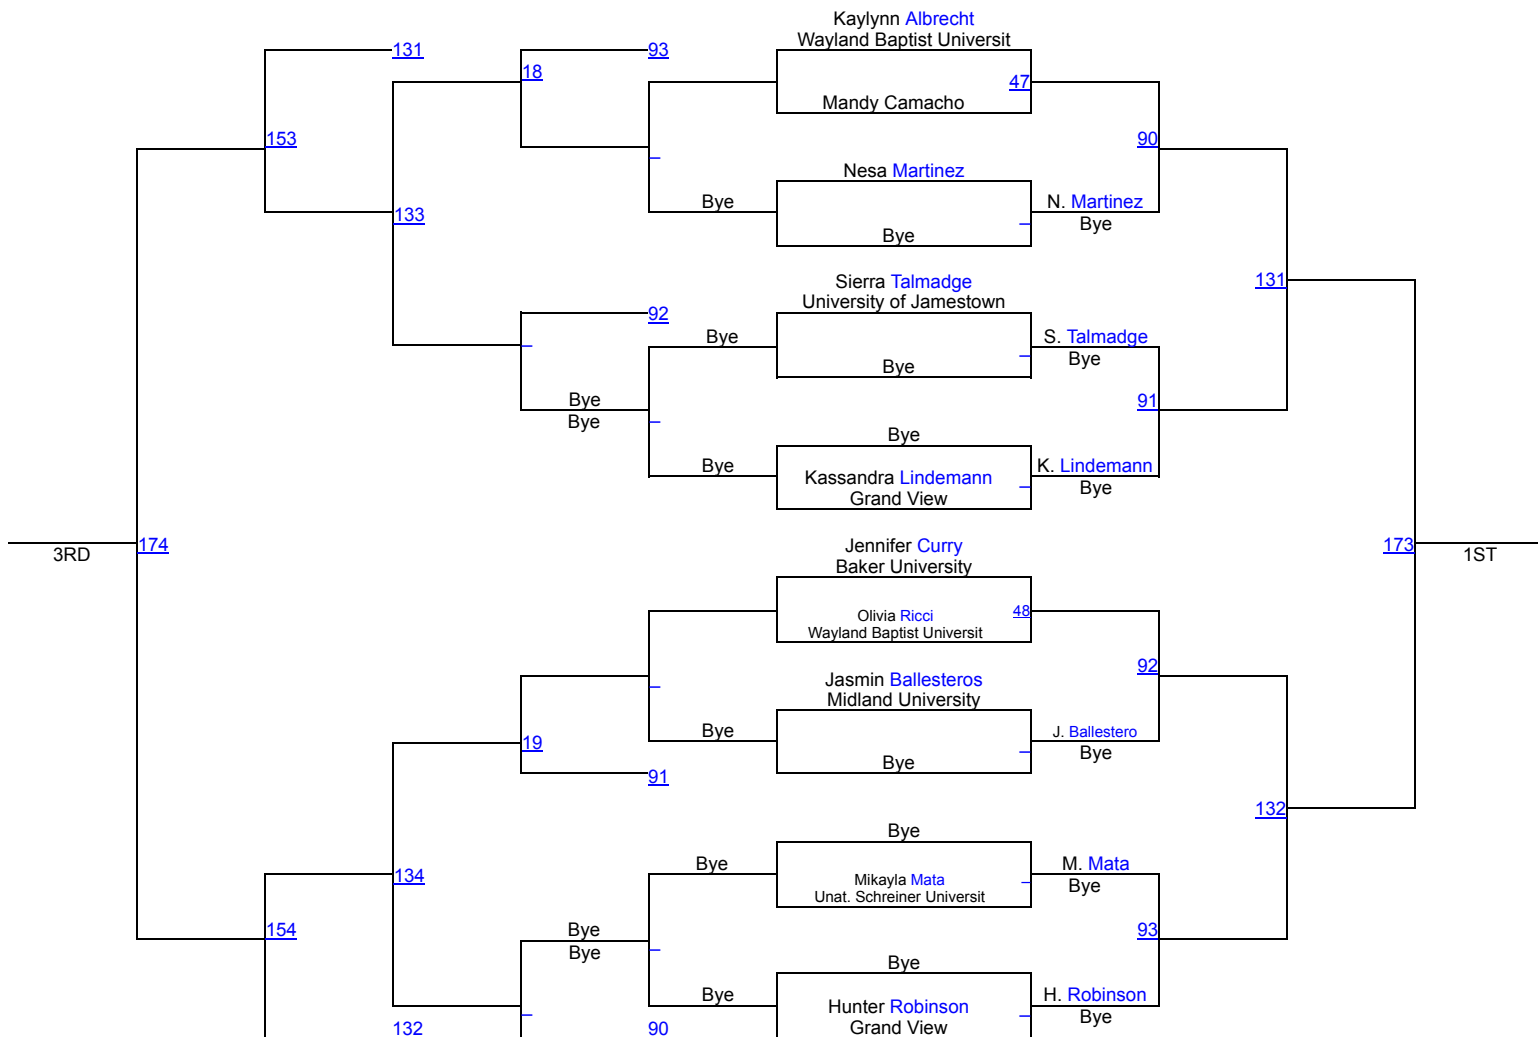 Kaylynn Albrecht
Wayland Baptist Universit
131
93
18
47
Mandy Camacho
153
90
Nesa Martinez
Bye
N. Martinez
133
Bye
Bye
Sierra Talmadge
131
University of Jamestown
92
Bye
S. Talmadge
Bye
Bye
Bye
91
Bye
Bye
Bye
K. Lindemann
Kassandra Lindemann
Bye
Grand View
174
Jennifer Curry
173
3RD
1ST
Baker University
Olivia Ricci
48
Wayland Baptist Universit
92
Jasmin Ballesteros
Midland University
Bye
J. Ballestero
19
Bye
Bye
91
132
Bye
Bye
M. Mata
134
Mikayla Mata
Bye
Unat. Schreiner Universit
154
Bye
93
Bye
Bye
Bye
H. Robinson
Hunter Robinson
Bye
132
90
Grand View